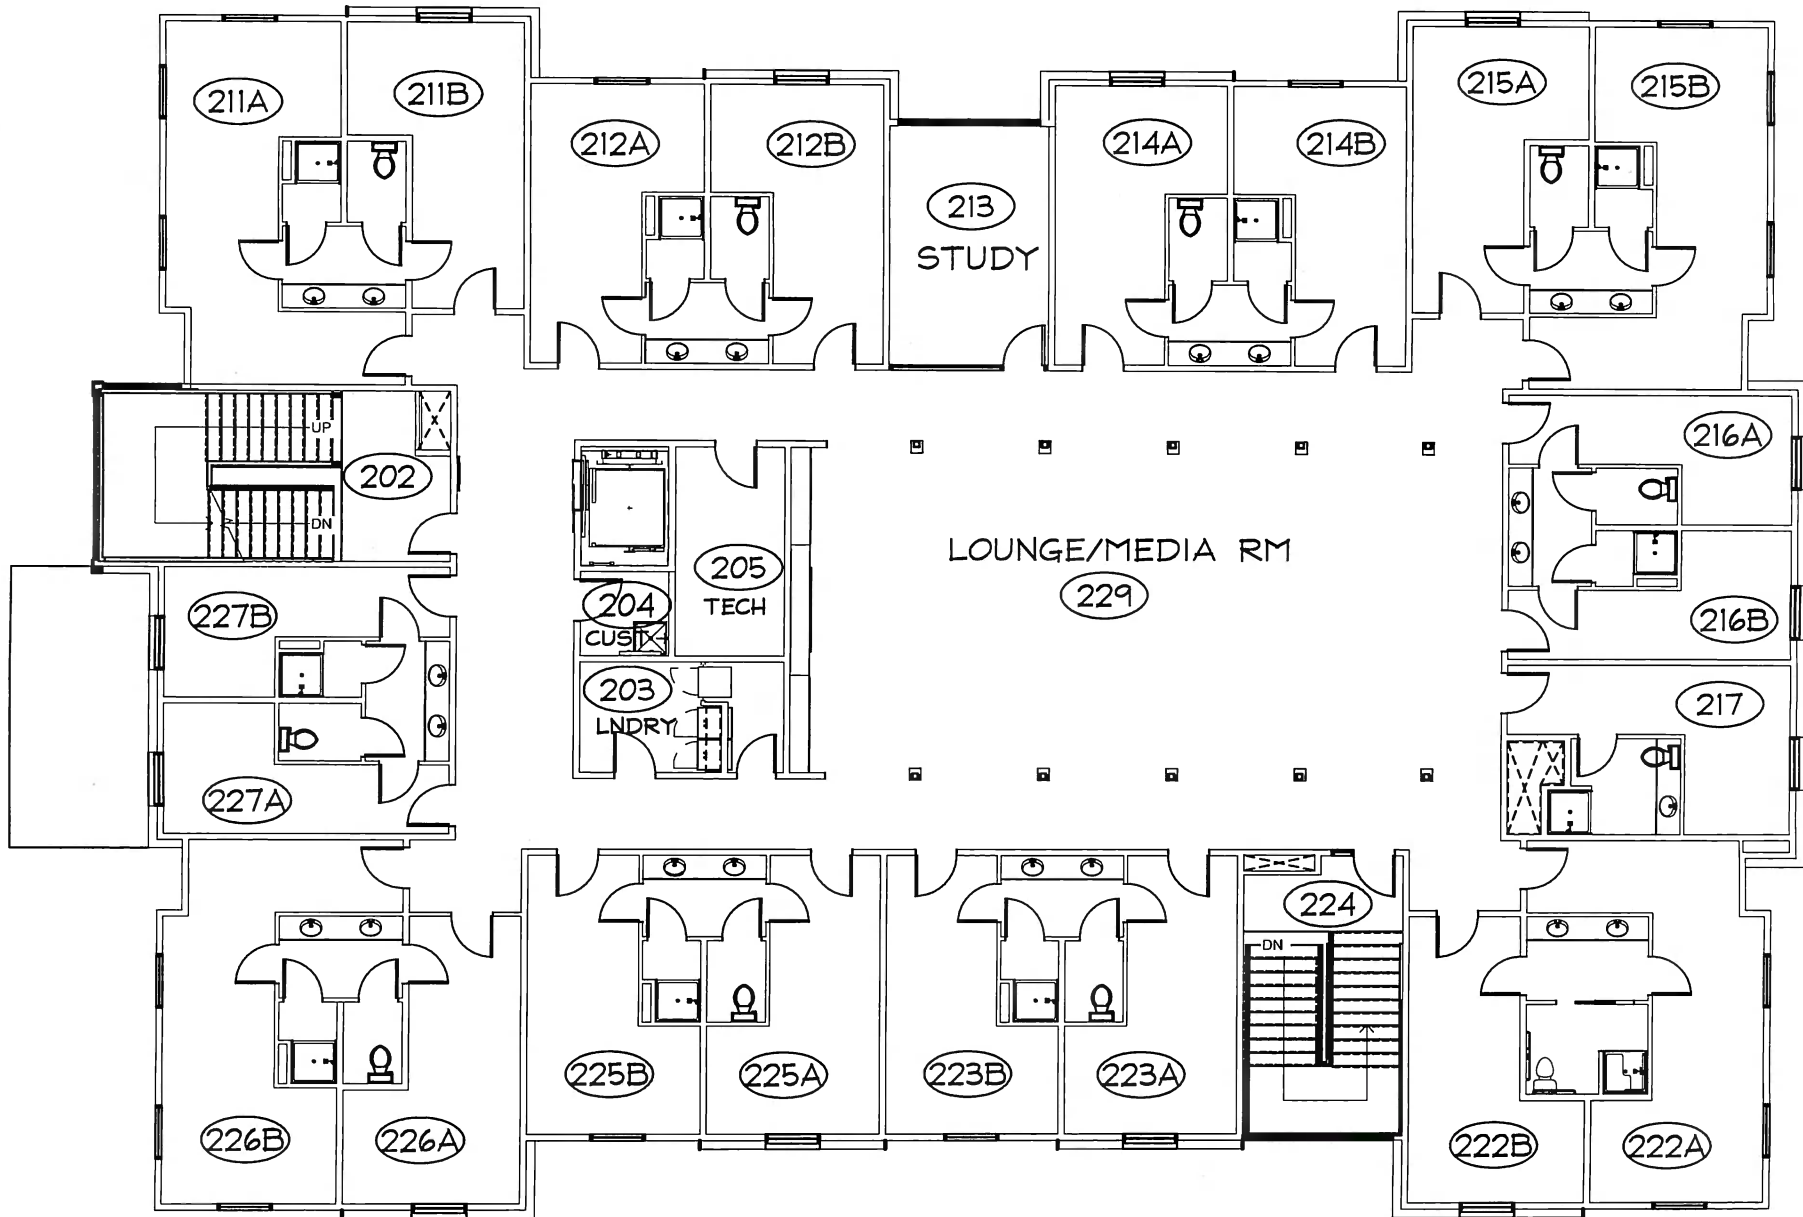 211A
211B
212A
212B
213
STUDY
214A
214B
215A
215B
UP
202
DN
216A
216B
205
TECH
204
CUST
203
LNDRY
LOUNGE/MEDIA RM
229
217
227B
227A
224
DN
225B
225A
223B
223A
226B
226A
222B
222A